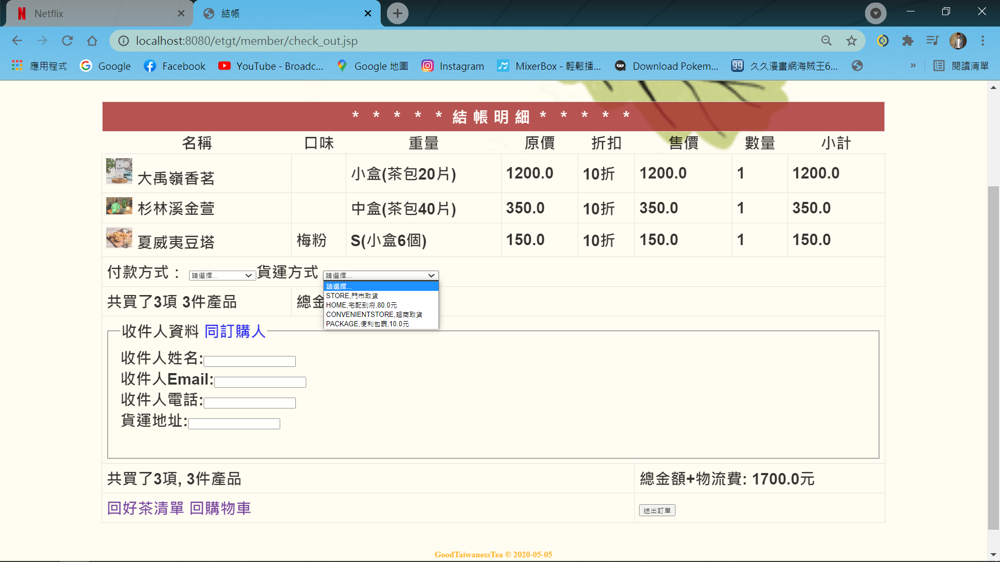 Netflix
結帳
localhost:8080/etgt/member/check_out.jsp
應用程式 Google Facebook YouTube - Broadc... Google 地圖 Instagram MixerBox - 輕鬆播... Download Pokem... 99 久久漫畫網海賊王6... » 閱讀清單
* * * * * 結 帳 明 細 * * * * *
名稱 口味 重量 原價 折扣 售價 數量 小計
大禹嶺香茗 小盒(茶包20片) 1200.0 10折 1200.0 1 1200.0
杉林溪金萱 中盒(茶包40片) 350.0 10折 350.0 1 350.0
夏威夷豆塔 梅粉 S(小盒6個) 150.0 10折 150.0 1 150.0
付款方式： 請選擇... 貨運方式 請選擇...
請選擇...
STORE,門市取貨
HOME,宅配到府,80.0元
CONVENIENTSTORE,超商取貨
PACKAGE,便利包裹,10.0元
共買了3項 3件產品 總金
收件人資料 同訂購人
收件人姓名:
收件人Email:
收件人電話:
貨運地址:
共買了3項, 3件產品 總金額+物流費: 1700.0元
回好茶清單 回購物車 送出訂單
GoodTaiwanessTea © 2020-05-05